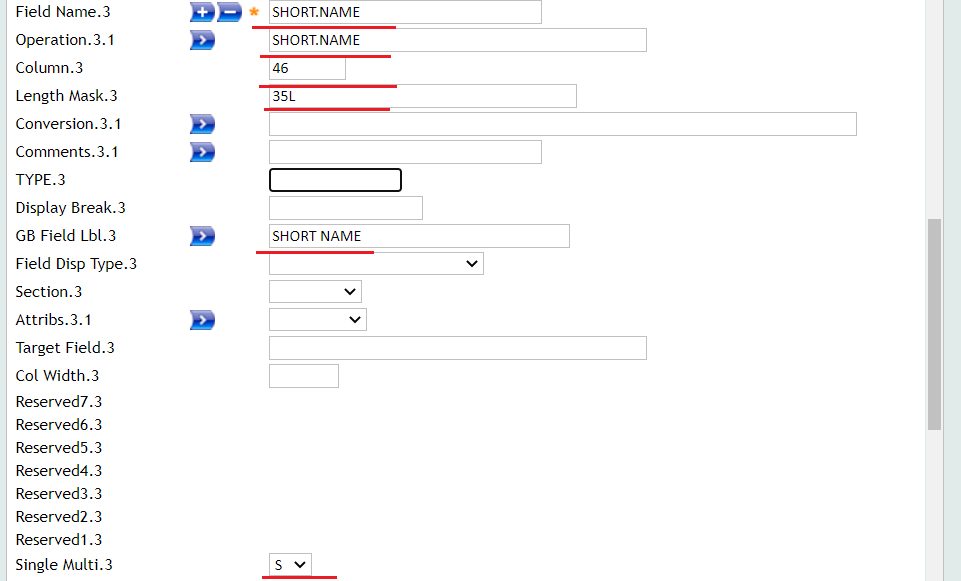 Field Name.3 * SHORT.NAME
Operation.3.1 SHORT.NAME
Column.3 46
Length Mask.3 35L
Conversion.3.1
Comments.3.1
TYPE.3
Display Break.3
GB Field Lbl.3 SHORT NAME
Field Disp Type.3
Section.3
Attribs.3.1
Target Field.3
Col Width.3
Reserved7.3
Reserved6.3
Reserved5.3
Reserved4.3
Reserved3.3
Reserved2.3
Reserved1.3
Single Multi.3 S